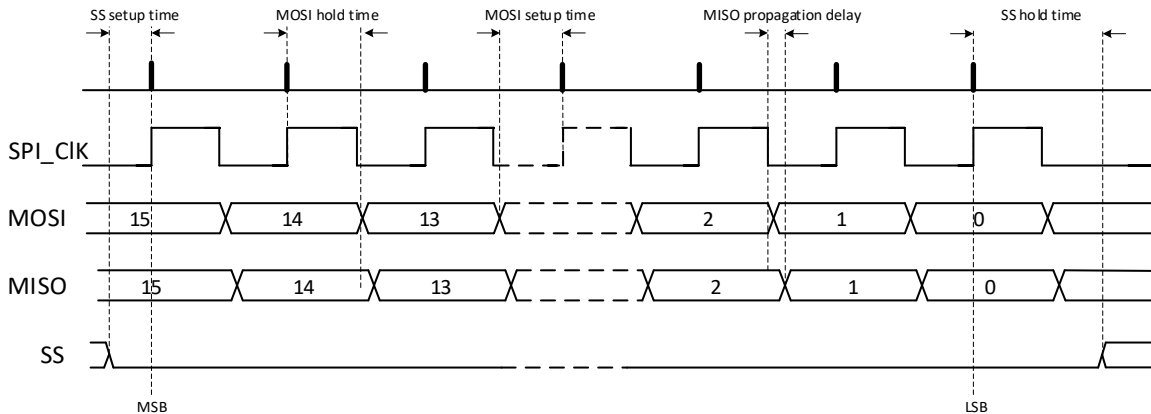 SS setup time MOSI hold time MOSI setup time MISO propagation delay SS hold time
SPI_ClK
MOSI 15 14 13 2 1 0
MISO 15 14 13 2 1 0
SS
MSB LSB